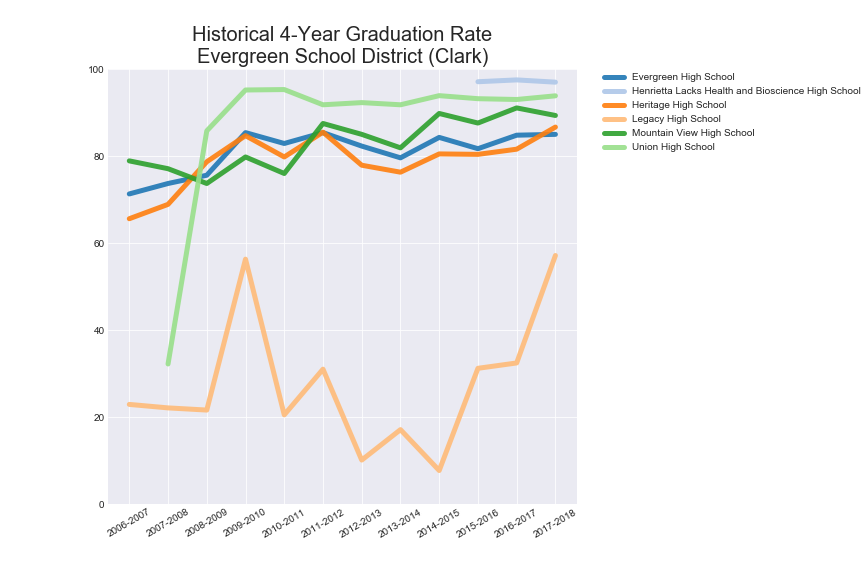 Historical 4-Year Graduation Rate
Evergreen School District (Clark)
100
80
60
40
20
0
2006-2007
2007-2008
2008-2009
2009-2010
2010-2011
2011-2012
2012-2013
2013-2014
2014-2015
2015-2016
2016-2017
2017-2018
Evergreen High School
Henrietta Lacks Health and Bioscience High School
Heritage High School
Legacy High School
Mountain View High School
Union High School